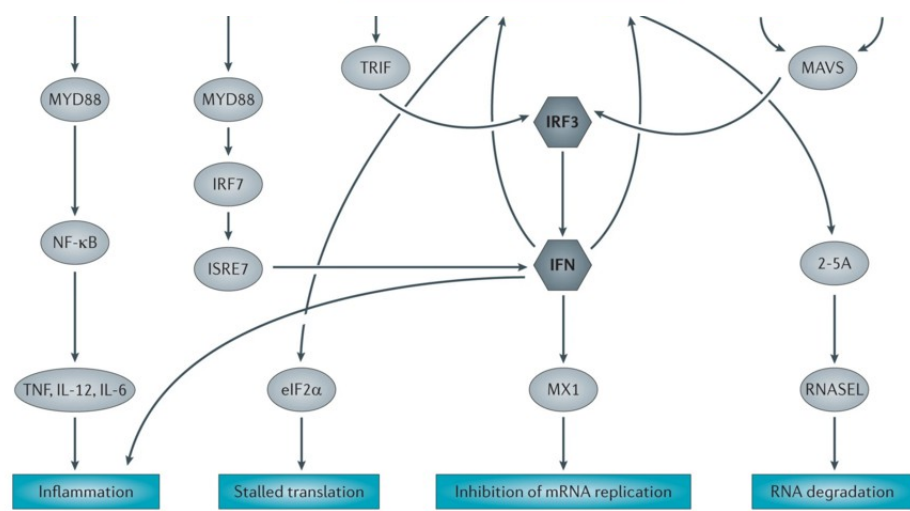 TRIF
MAVS
MYD88
MYD88
IRF3
IRF7
NF-κB
ISRE7
IFN
2-5A
TNF, IL-12, IL-6
eIF2α
MX1
RNASEL
Inflammation
Stalled translation
Inhibition of mRNA replication
RNA degradation